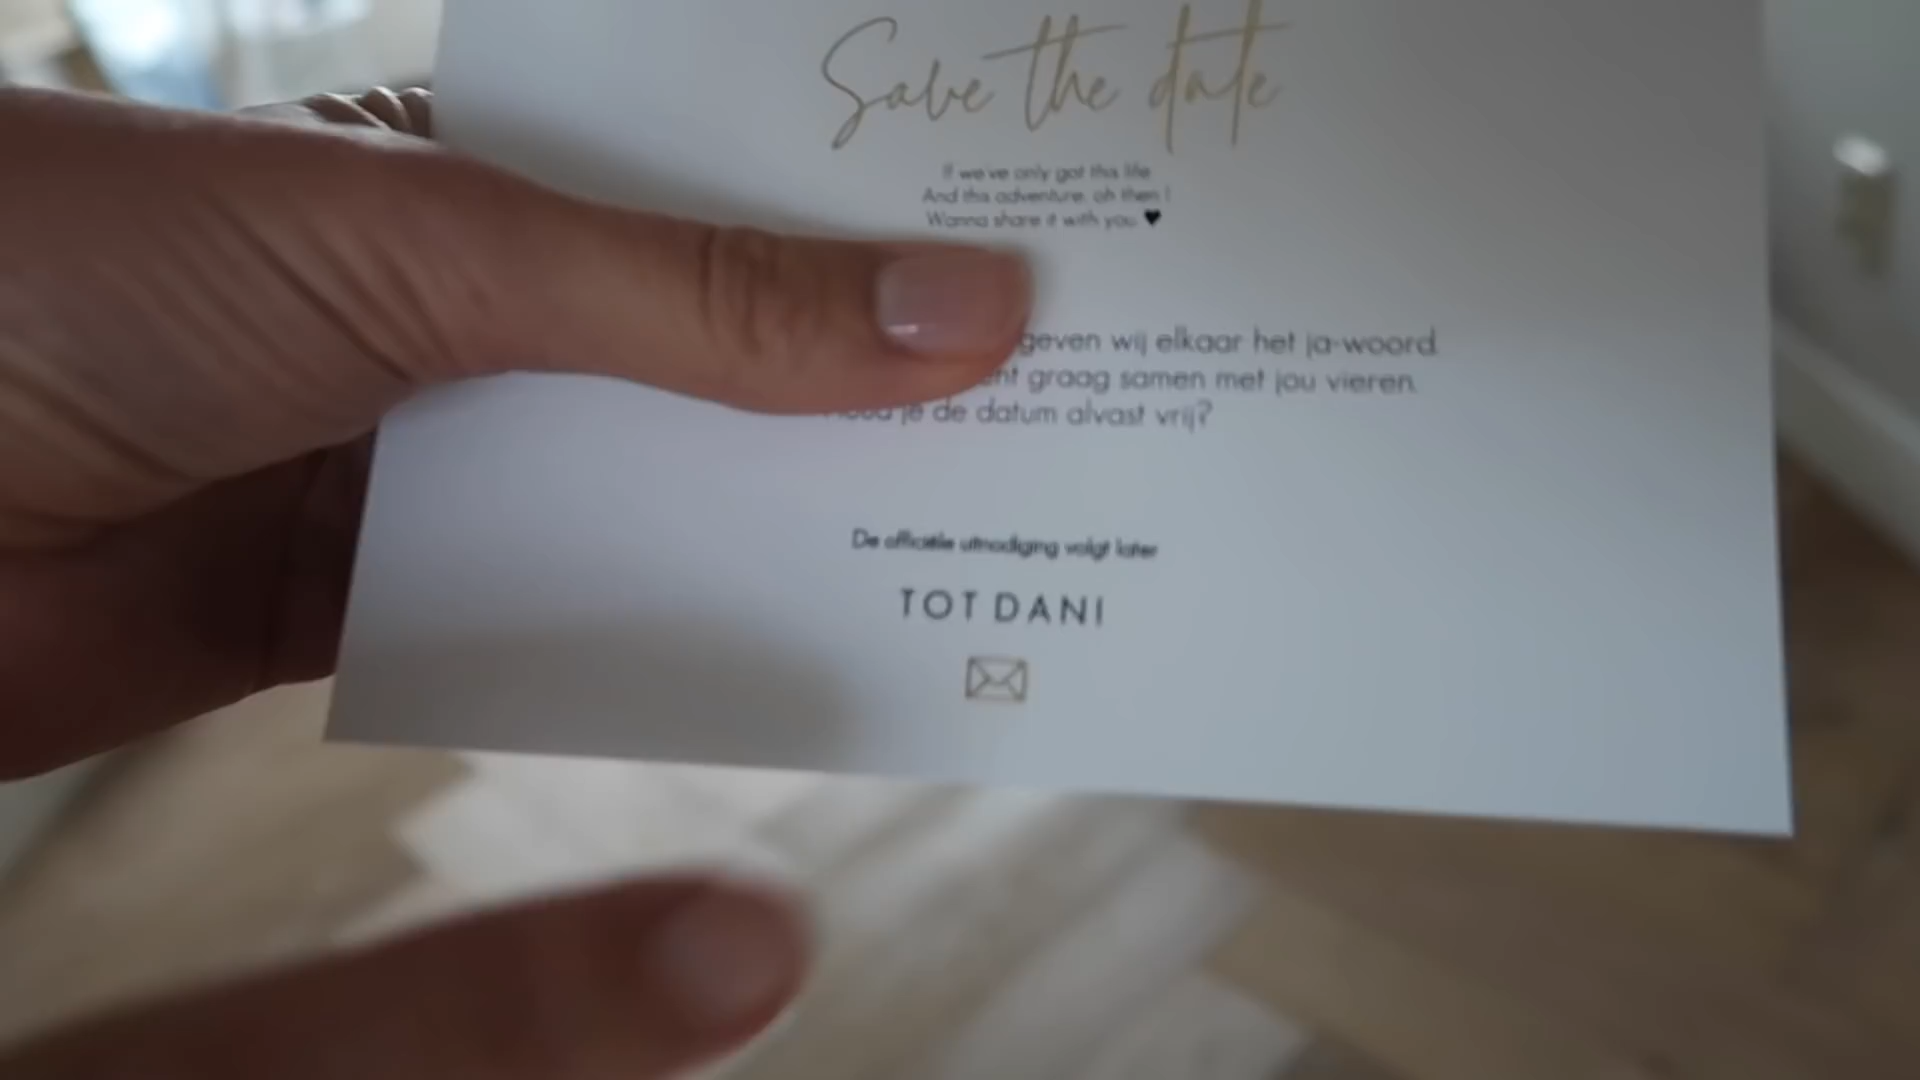 Save the date
If we've only got this life
And this adventure, oh then I
Wanna share it with you ♥
geven wij elkaar het ja-woord
graag samen met jou vieren.
je de datum alvast vrij?
De officiële uitnodiging volgt later
TOT DAN!